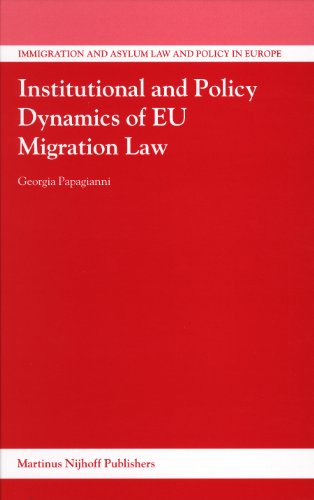 IMMIGRATION AND ASYLUM LAW AND POLICY IN EUROPE
Institutional and Policy
Dynamics of EU
Migration Law
Georgia Papagianni
Martinus Nijhoff Publishers